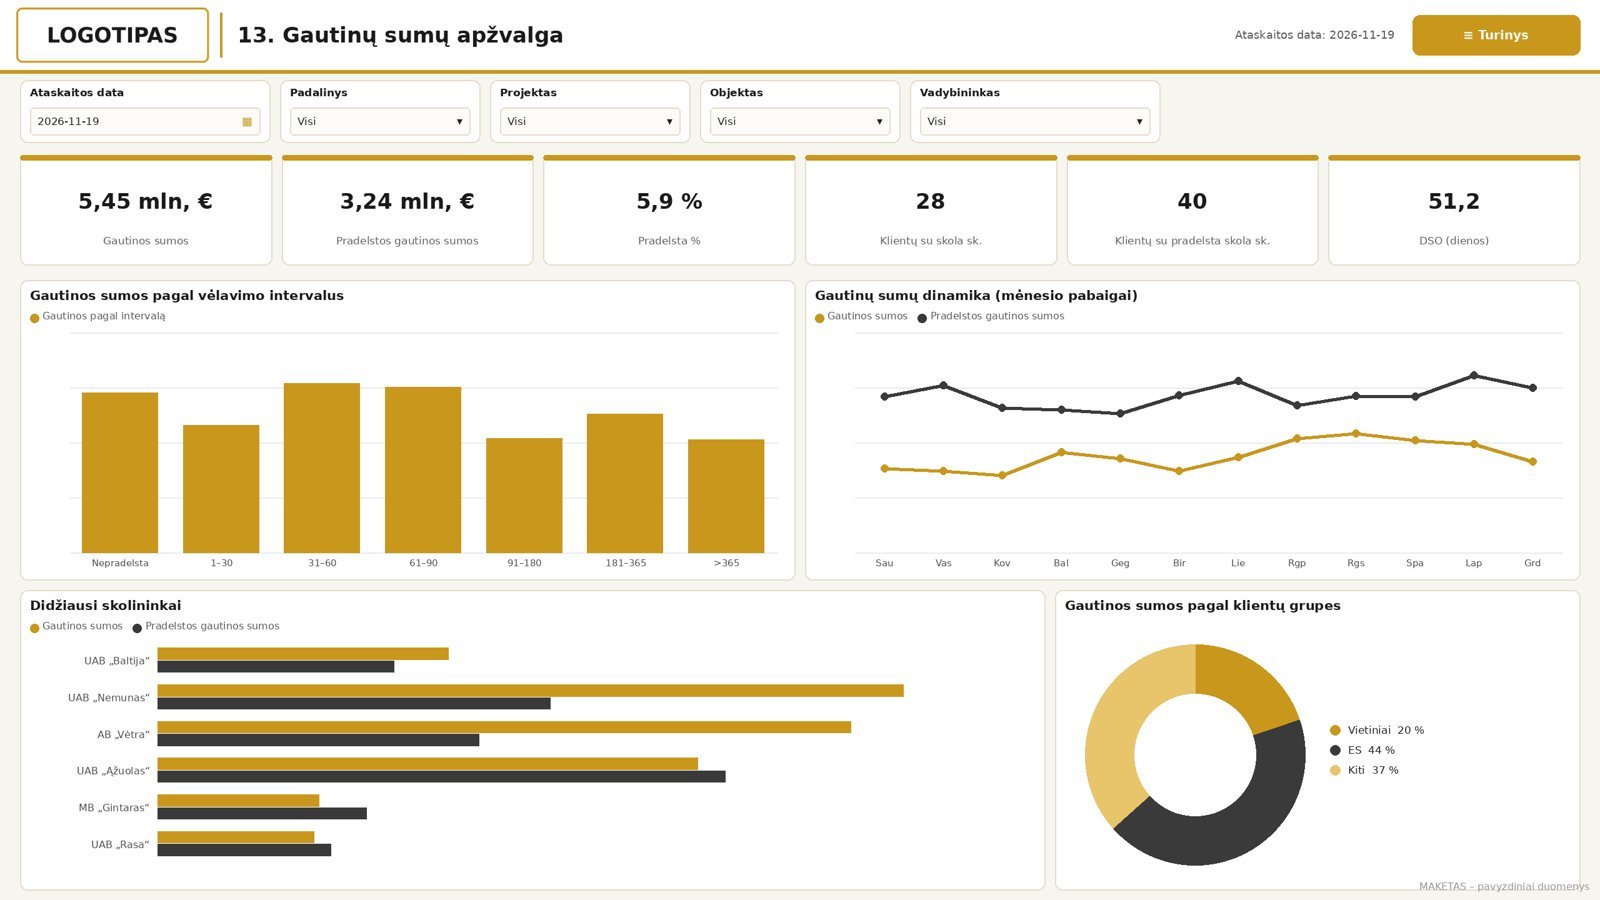 LOGOTIPAS
13. Gautinų sumų apžvalga
Ataskaitos data: 2026-11-19
≡ Turinys
Ataskaitos data
Padalinys
Projektas
Objektas
Vadybininkas
2026-11-19
Visi
Visi
Visi
Visi
5,45 mln, €
3,24 mln, €
5,9 %
28
40
51,2
Gautinos sumos
Pradelstos gautinos sumos
Pradelsta %
Klientų su skola sk.
Klientų su pradelsta skola sk.
DSO (dienos)
Gautinos sumos pagal vėlavimo intervalus
Gautinos pagal intervalą
Nepradelsta
1–30
31–60
61–90
91–180
181–365
>365
Gautinų sumų dinamika (mėnesio pabaigai)
Gautinos sumos
Pradelstos gautinos sumos
Sau
Vas
Kov
Bal
Geg
Bir
Lie
Rgp
Rgs
Spa
Lap
Grd
Didžiausi skolininkai
Gautinos sumos
Pradelstos gautinos sumos
UAB „Baltija“
UAB „Nemunas“
AB „Vėtra“
UAB „Ąžuolas“
MB „Gintaras“
UAB „Rasa“
Gautinos sumos pagal klientų grupes
Vietiniai 20 %
ES 44 %
Kiti 37 %
MAKETAS – pavyzdiniai duomenys